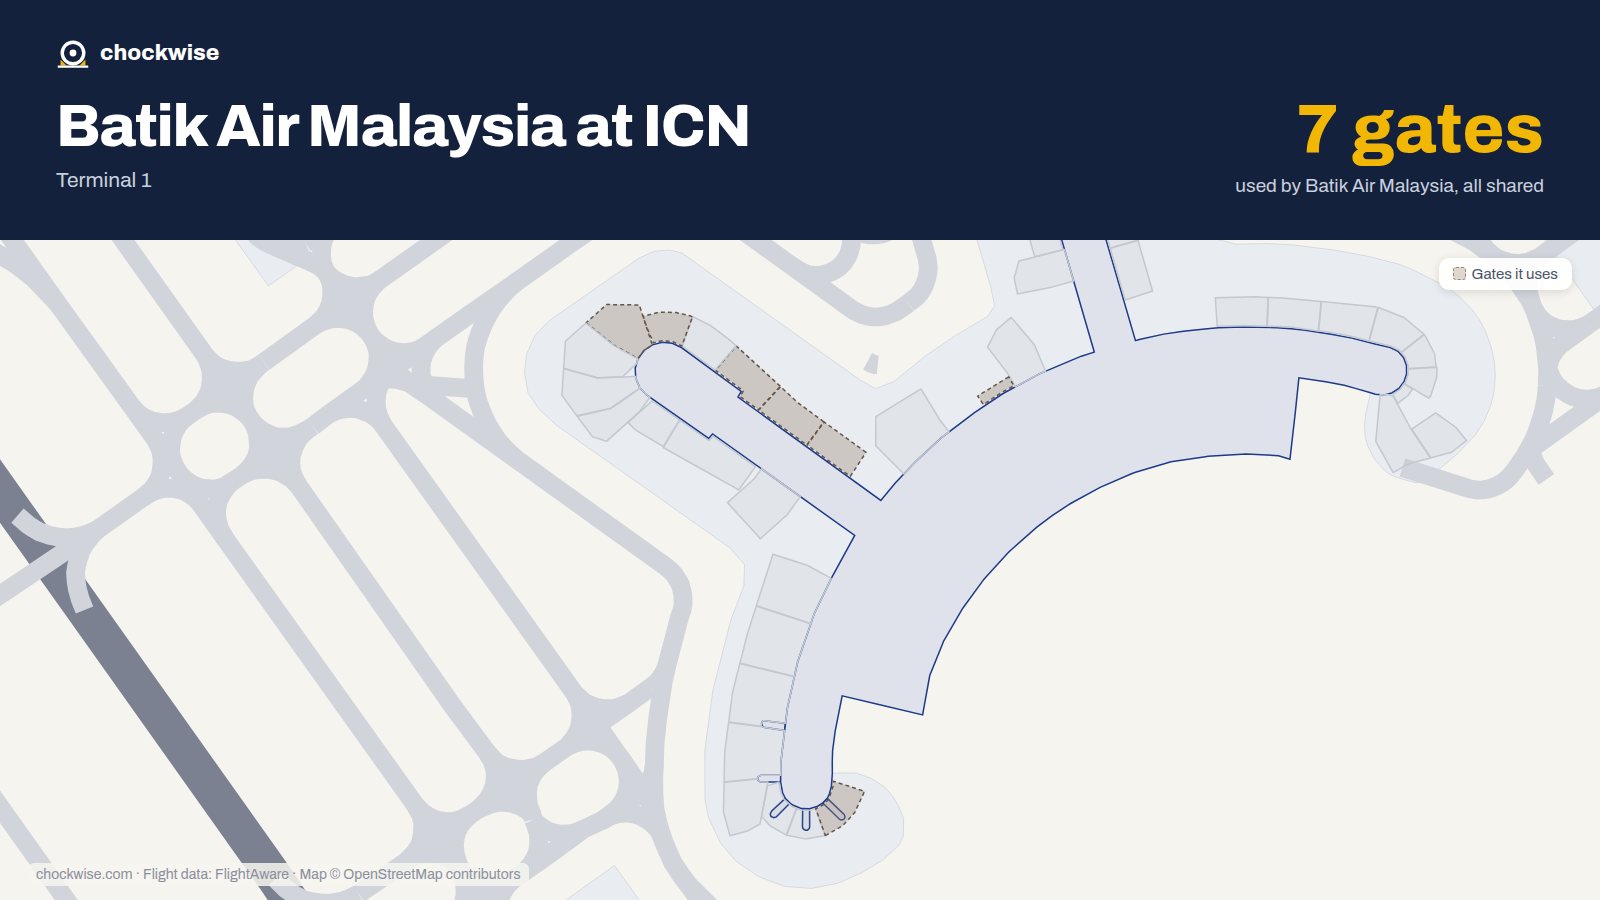 chockwise
Batik Air Malaysia at ICN
Terminal 1
7 gates
used by Batik Air Malaysia, all shared
Gates it uses
chockwise.com · Flight data: FlightAware · Map © OpenStreetMap contributors